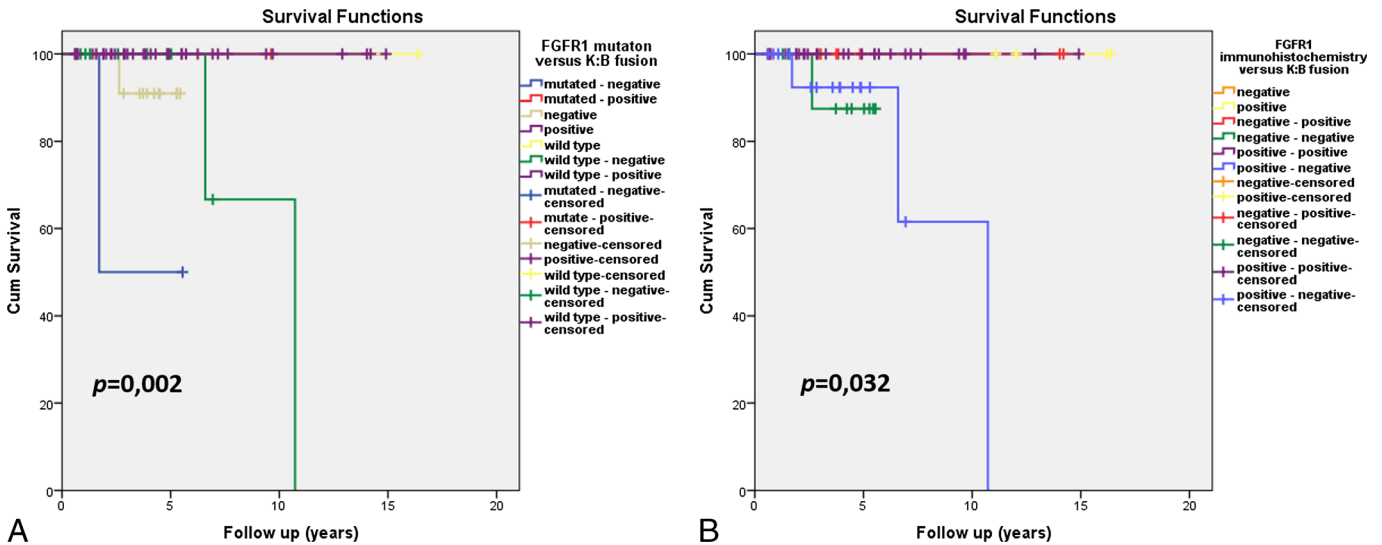 Survival Functions
FGFR1 mutaton
versus K:B fusion
mutated - negative
mutated - positive
negative
positive
wild type
wild type - negative
wild type - positive
mutated - negative-
censored
mutate - positive-
censored
negative-censored
positive-censored
wild type-censored
wild type - negative-
censored
wild type - positive-
censored
Cum Survival
100
80
60
40
20
0
p=0,002
0 5 10 15 20
Follow up (years)
A
Survival Functions
FGFR1
immunohistochemistry
versus K:B fusion
negative
positive
negative - positive
negative - negative
positive - positive
positive - negative
negative-censored
positive-censored
negative - positive-
censored
negative - negative-
censored
positive - positive-
censored
positive - negative-
censored
Cum Survival
100
80
60
40
20
0
p=0,032
0 5 10 15 20
Follow up (years)
B